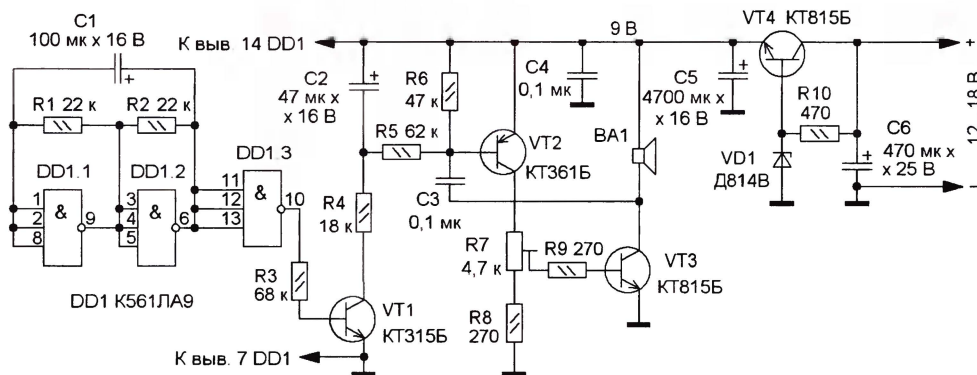 C1
100 мк х 16 В
К выв. 14 DD1
9 В
VT4 КТ815Б
R1 22 к
R2 22 к
C2
47 мк х
х 16 В
R6
47 к
C4
0,1 мк
C5
4700 мк х
х 16 В
R10
470
+
12...18 В
–
R5 62 к
VT2
КТ361Б
BA1
VD1
Д814В
C6
470 мк х
х 25 В
DD1.1
DD1.2
DD1.3
1
2
8
&
9
3
4
5
&
6
11
12
13
&
10
R4
18 к
C3
0,1 мк
R3
68 к
R7
4,7 к
R9 270
VT3
КТ815Б
DD1 К561ЛА9
VT1
КТ315Б
R8
270
К выв. 7 DD1